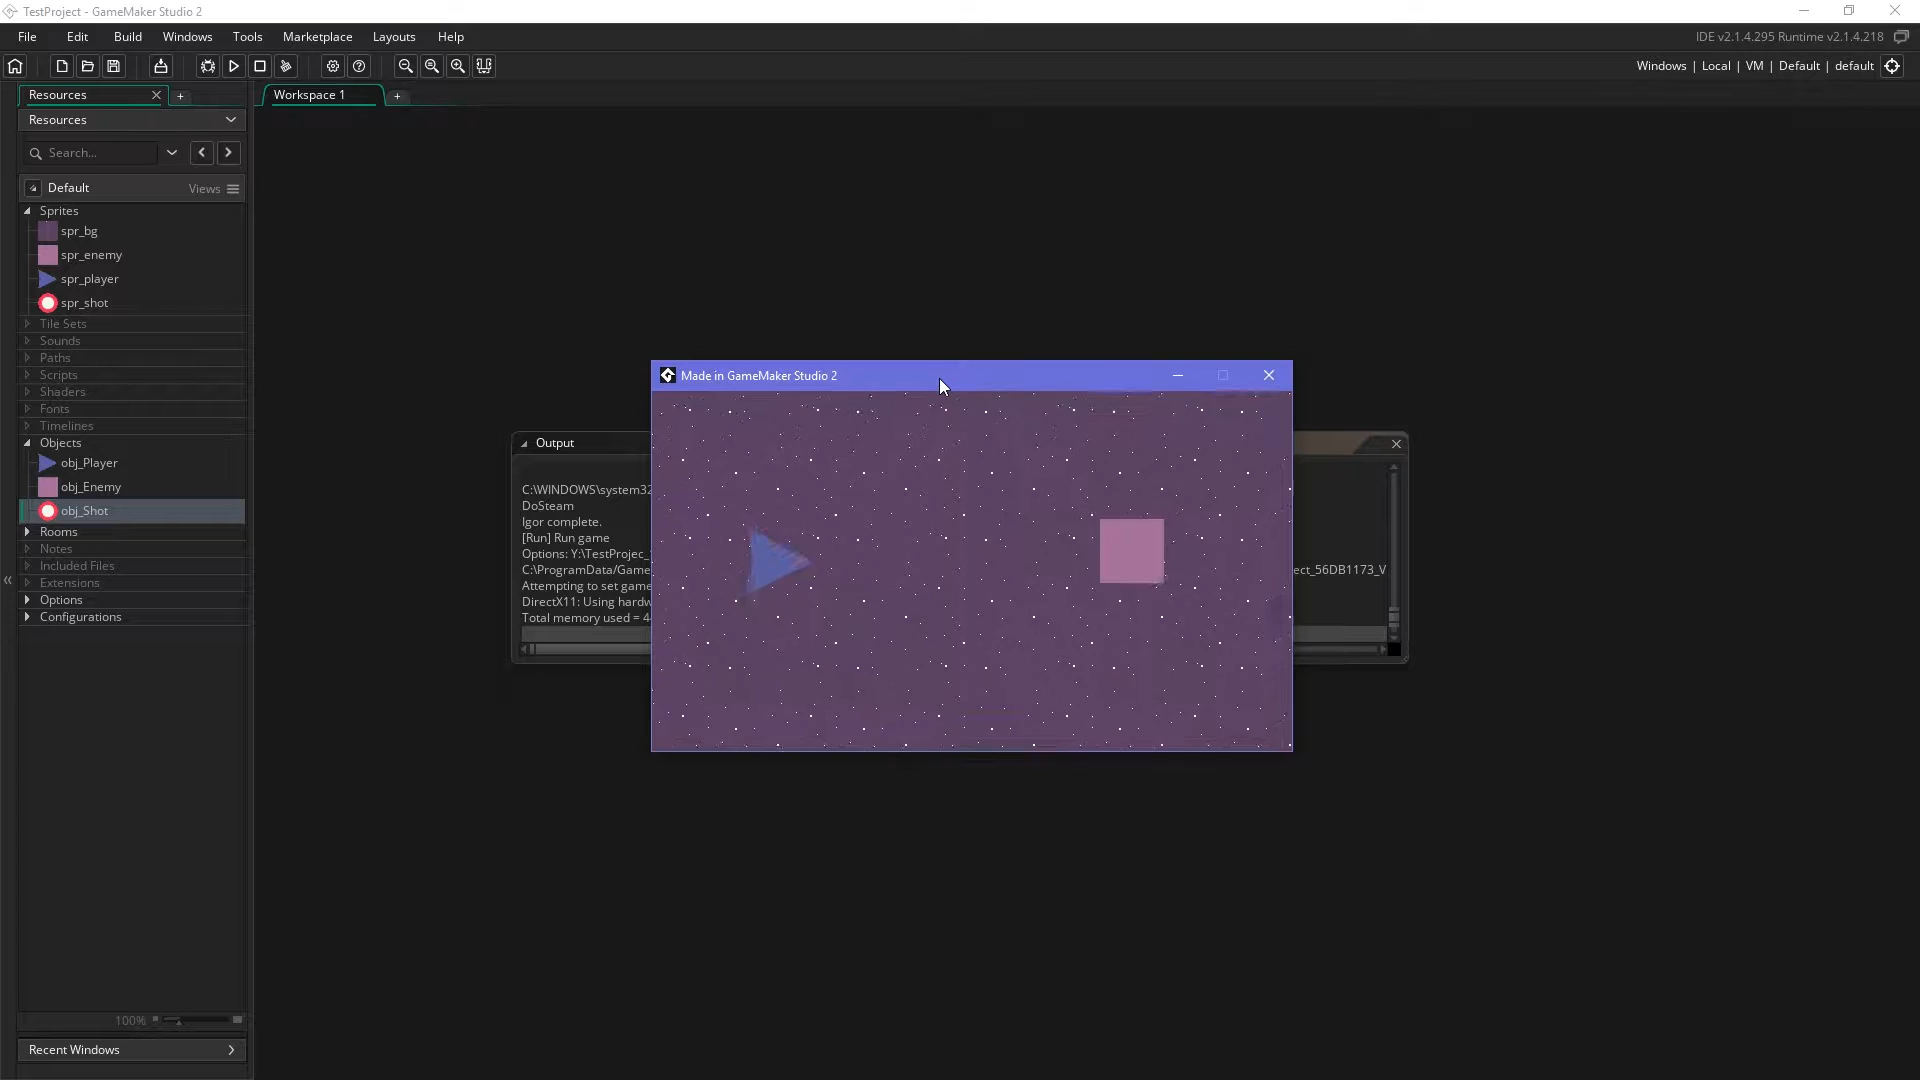 TestProject - GameMaker Studio 2
File Edit Build Windows Tools Marketplace Layouts Help
IDE v2.1.4.295 Runtime v2.1.4.218
Windows | Local | VM | Default | default
Resources
Workspace 1
Resources
Search...
Default Views
Sprites
spr_bg
spr_enemy
spr_player
spr_shot
Tile Sets
Sounds
Paths
Scripts
Shaders
Fonts
Timelines
Objects
obj_Player
obj_Enemy
obj_Shot
Rooms
Notes
Included Files
Extensions
Options
Configurations
100%
Recent Windows
Made in GameMaker Studio 2
Output
C:\WINDOWS\system32
DoSteam
Igor complete.
[Run] Run game
Options: Y:\TestProjec_
C:\ProgramData/Game
ect_56DB1173_V
Attempting to set game
DirectX11: Using hardw
Total memory used = 4